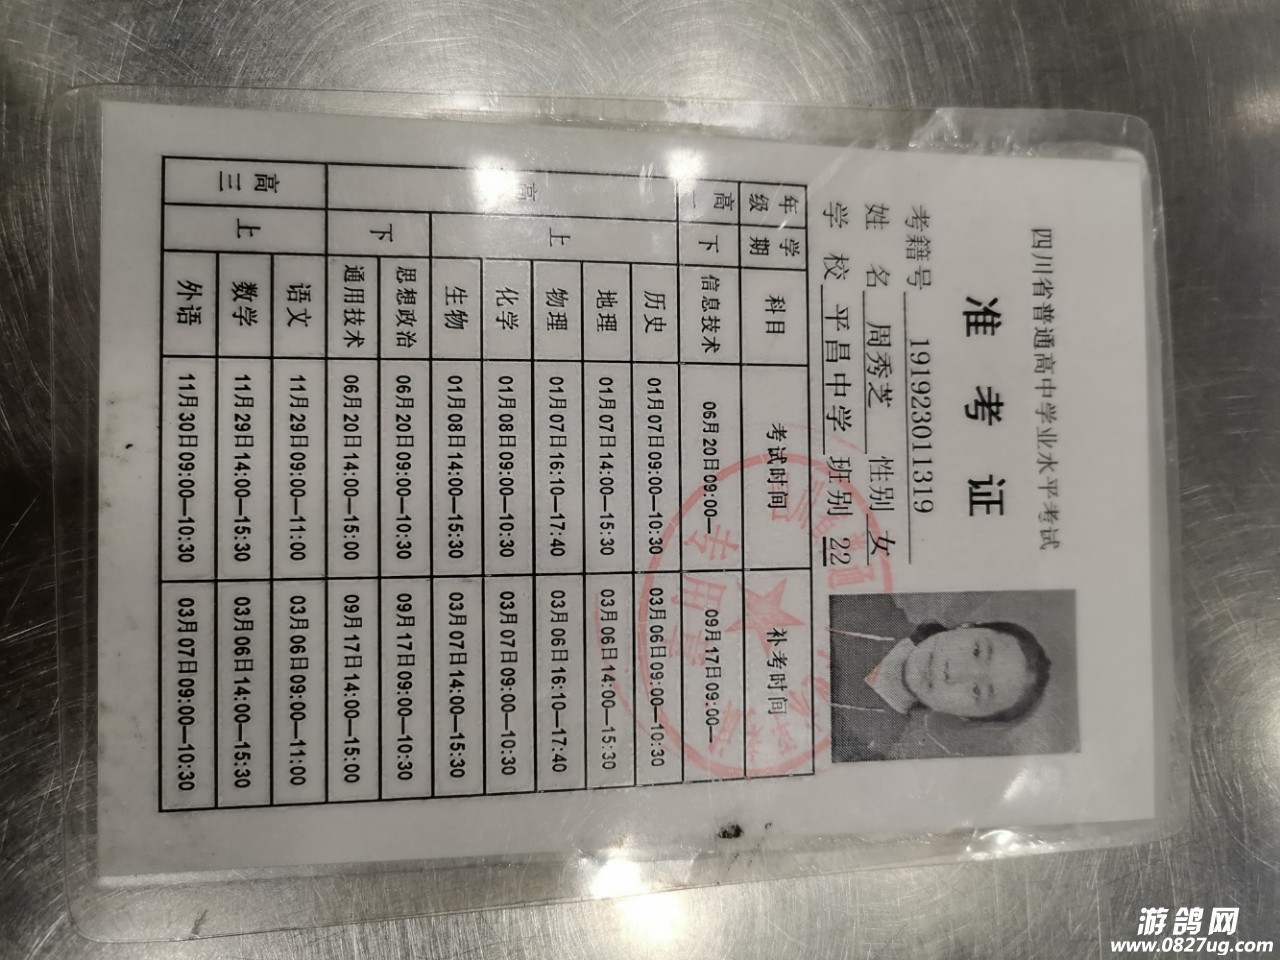 四川省普通高中学业水平考试
准 考 证
考籍号 1919230113​19
姓 名 周秀芝 性别 女
学 校 平昌中学 班别 22
年级 学期 科目 考试时间 补考时间
高一 下 信息技术 06月20日09:00— 09月17日09:00—
高 上 历史 01月07日09:00—10:30 03月06日09:00—10:30
地理 01月07日14:00—15:30 03月06日14:00—15:30
物理 01月07日16:10—17:40 03月06日16:10—17:40
化学 01月08日09:00—10:30 03月07日09:00—10:30
生物 01月08日14:00—15:30 03月07日14:00—15:30
下 思想政治 06月20日09:00—10:30 09月17日09:00—10:30
通用技术 06月20日14:00—15:00 09月17日14:00—15:00
高三 上 语文 11月29日09:00—11:00 03月06日09:00—11:00
数学 11月29日14:00—15:30 03月06日14:00—15:30
外语 11月30日09:00—10:30 03月07日09:00—10:30
专用章
游鸽网
www.0827ug.com